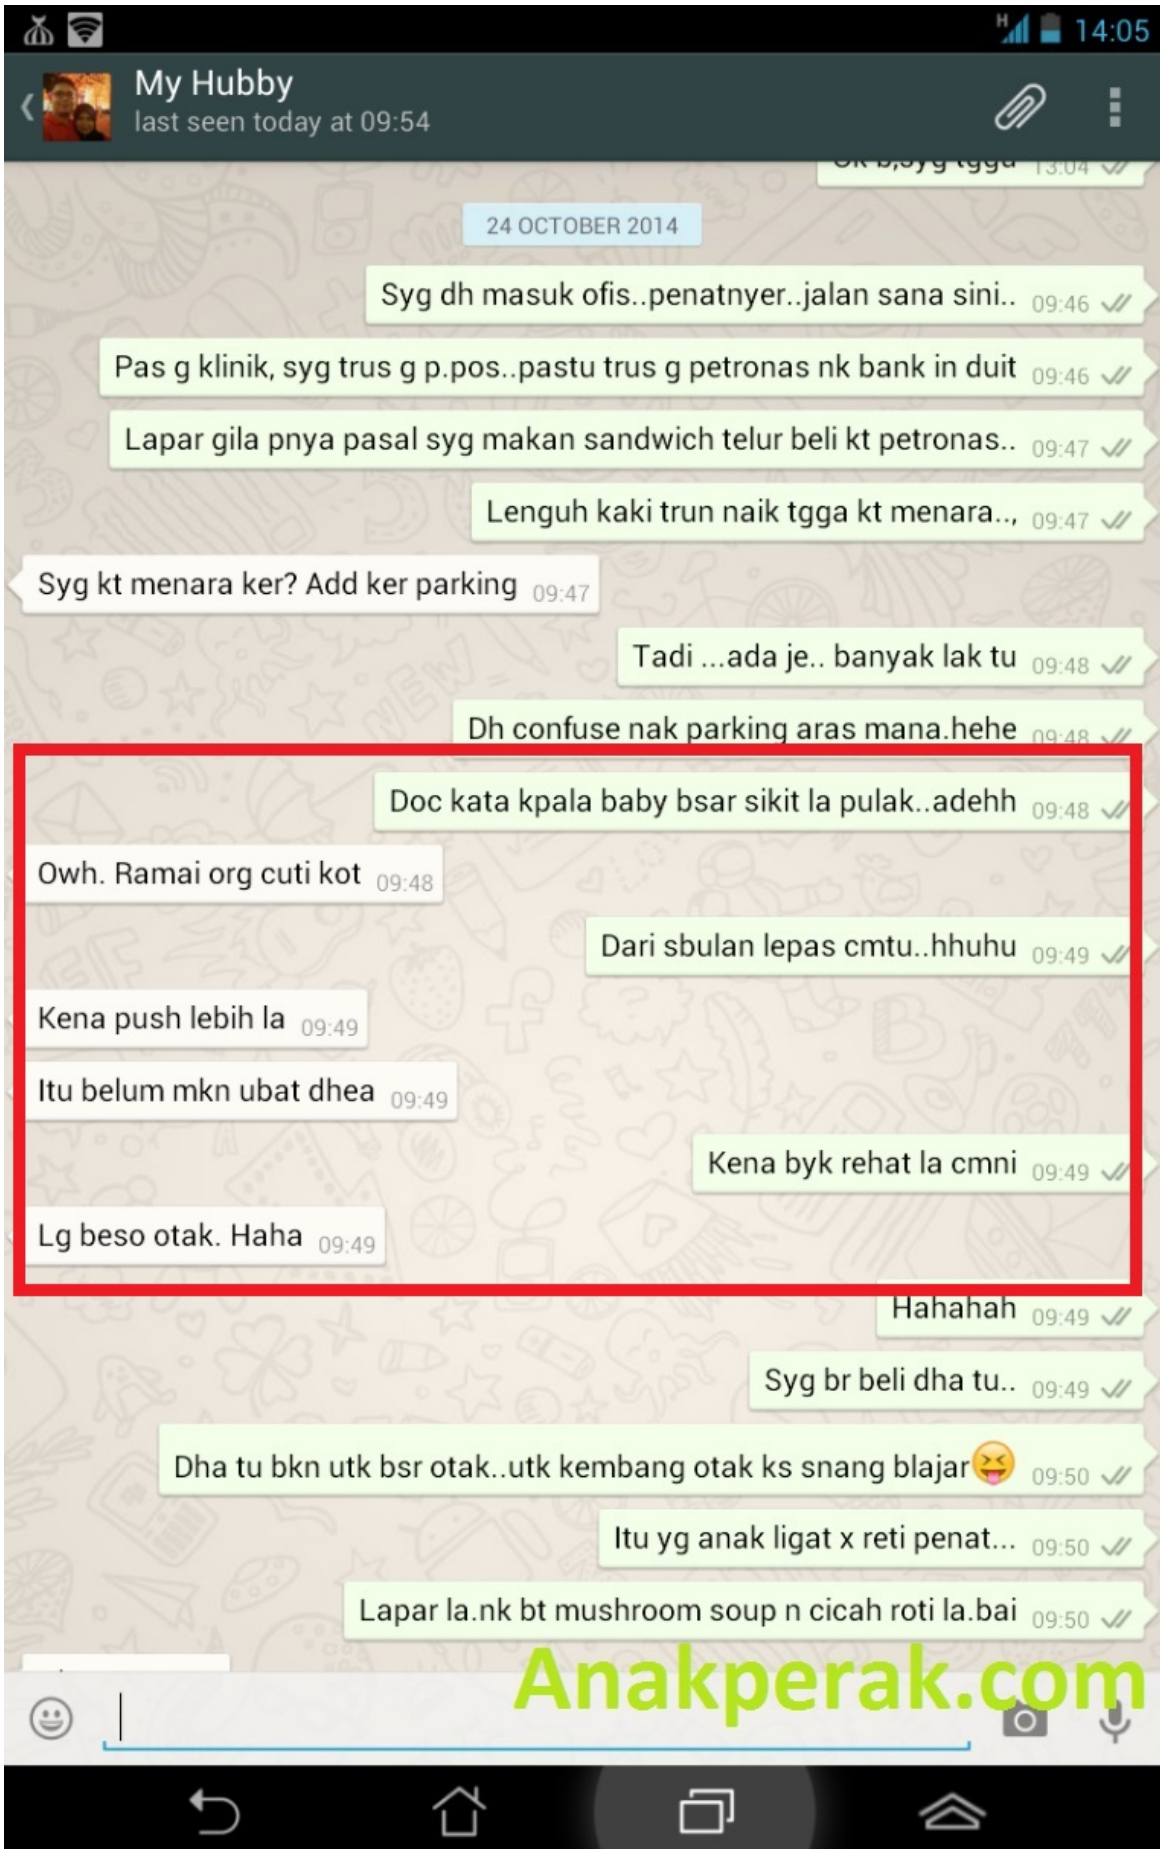 H 14:05
My Hubby
last seen today at 09:54
Ok b,syg tggu 13:04
24 OCTOBER 2014
Syg dh masuk ofis..penatnyer..jalan sana sini.. 09:46
Pas g klinik, syg trus g p.pos..pastu trus g petronas nk bank in duit 09:46
Lapar gila pnya pasal syg makan sandwich telur beli kt petronas.. 09:47
Lenguh kaki trun naik tgga kt menara.., 09:47
Syg kt menara ker? Add ker parking 09:47
Tadi ...ada je.. banyak lak tu 09:48
Dh confuse nak parking aras mana.hehe 09:48
Doc kata kpala baby bsar sikit la pulak..adehh 09:48
Owh. Ramai org cuti kot 09:48
Dari sbulan lepas cmtu..hhuhu 09:49
Kena push lebih la 09:49
Itu belum mkn ubat dhea 09:49
Kena byk rehat la cmni 09:49
Lg beso otak. Haha 09:49
Hahahah 09:49
Syg br beli dha tu.. 09:49
Dha tu bkn utk bsr otak..utk kembang otak ks snang blajar😝 09:50
Itu yg anak ligat x reti penat... 09:50
Lapar la.nk bt mushroom soup n cicah roti la.bai 09:50
Anakperak.com